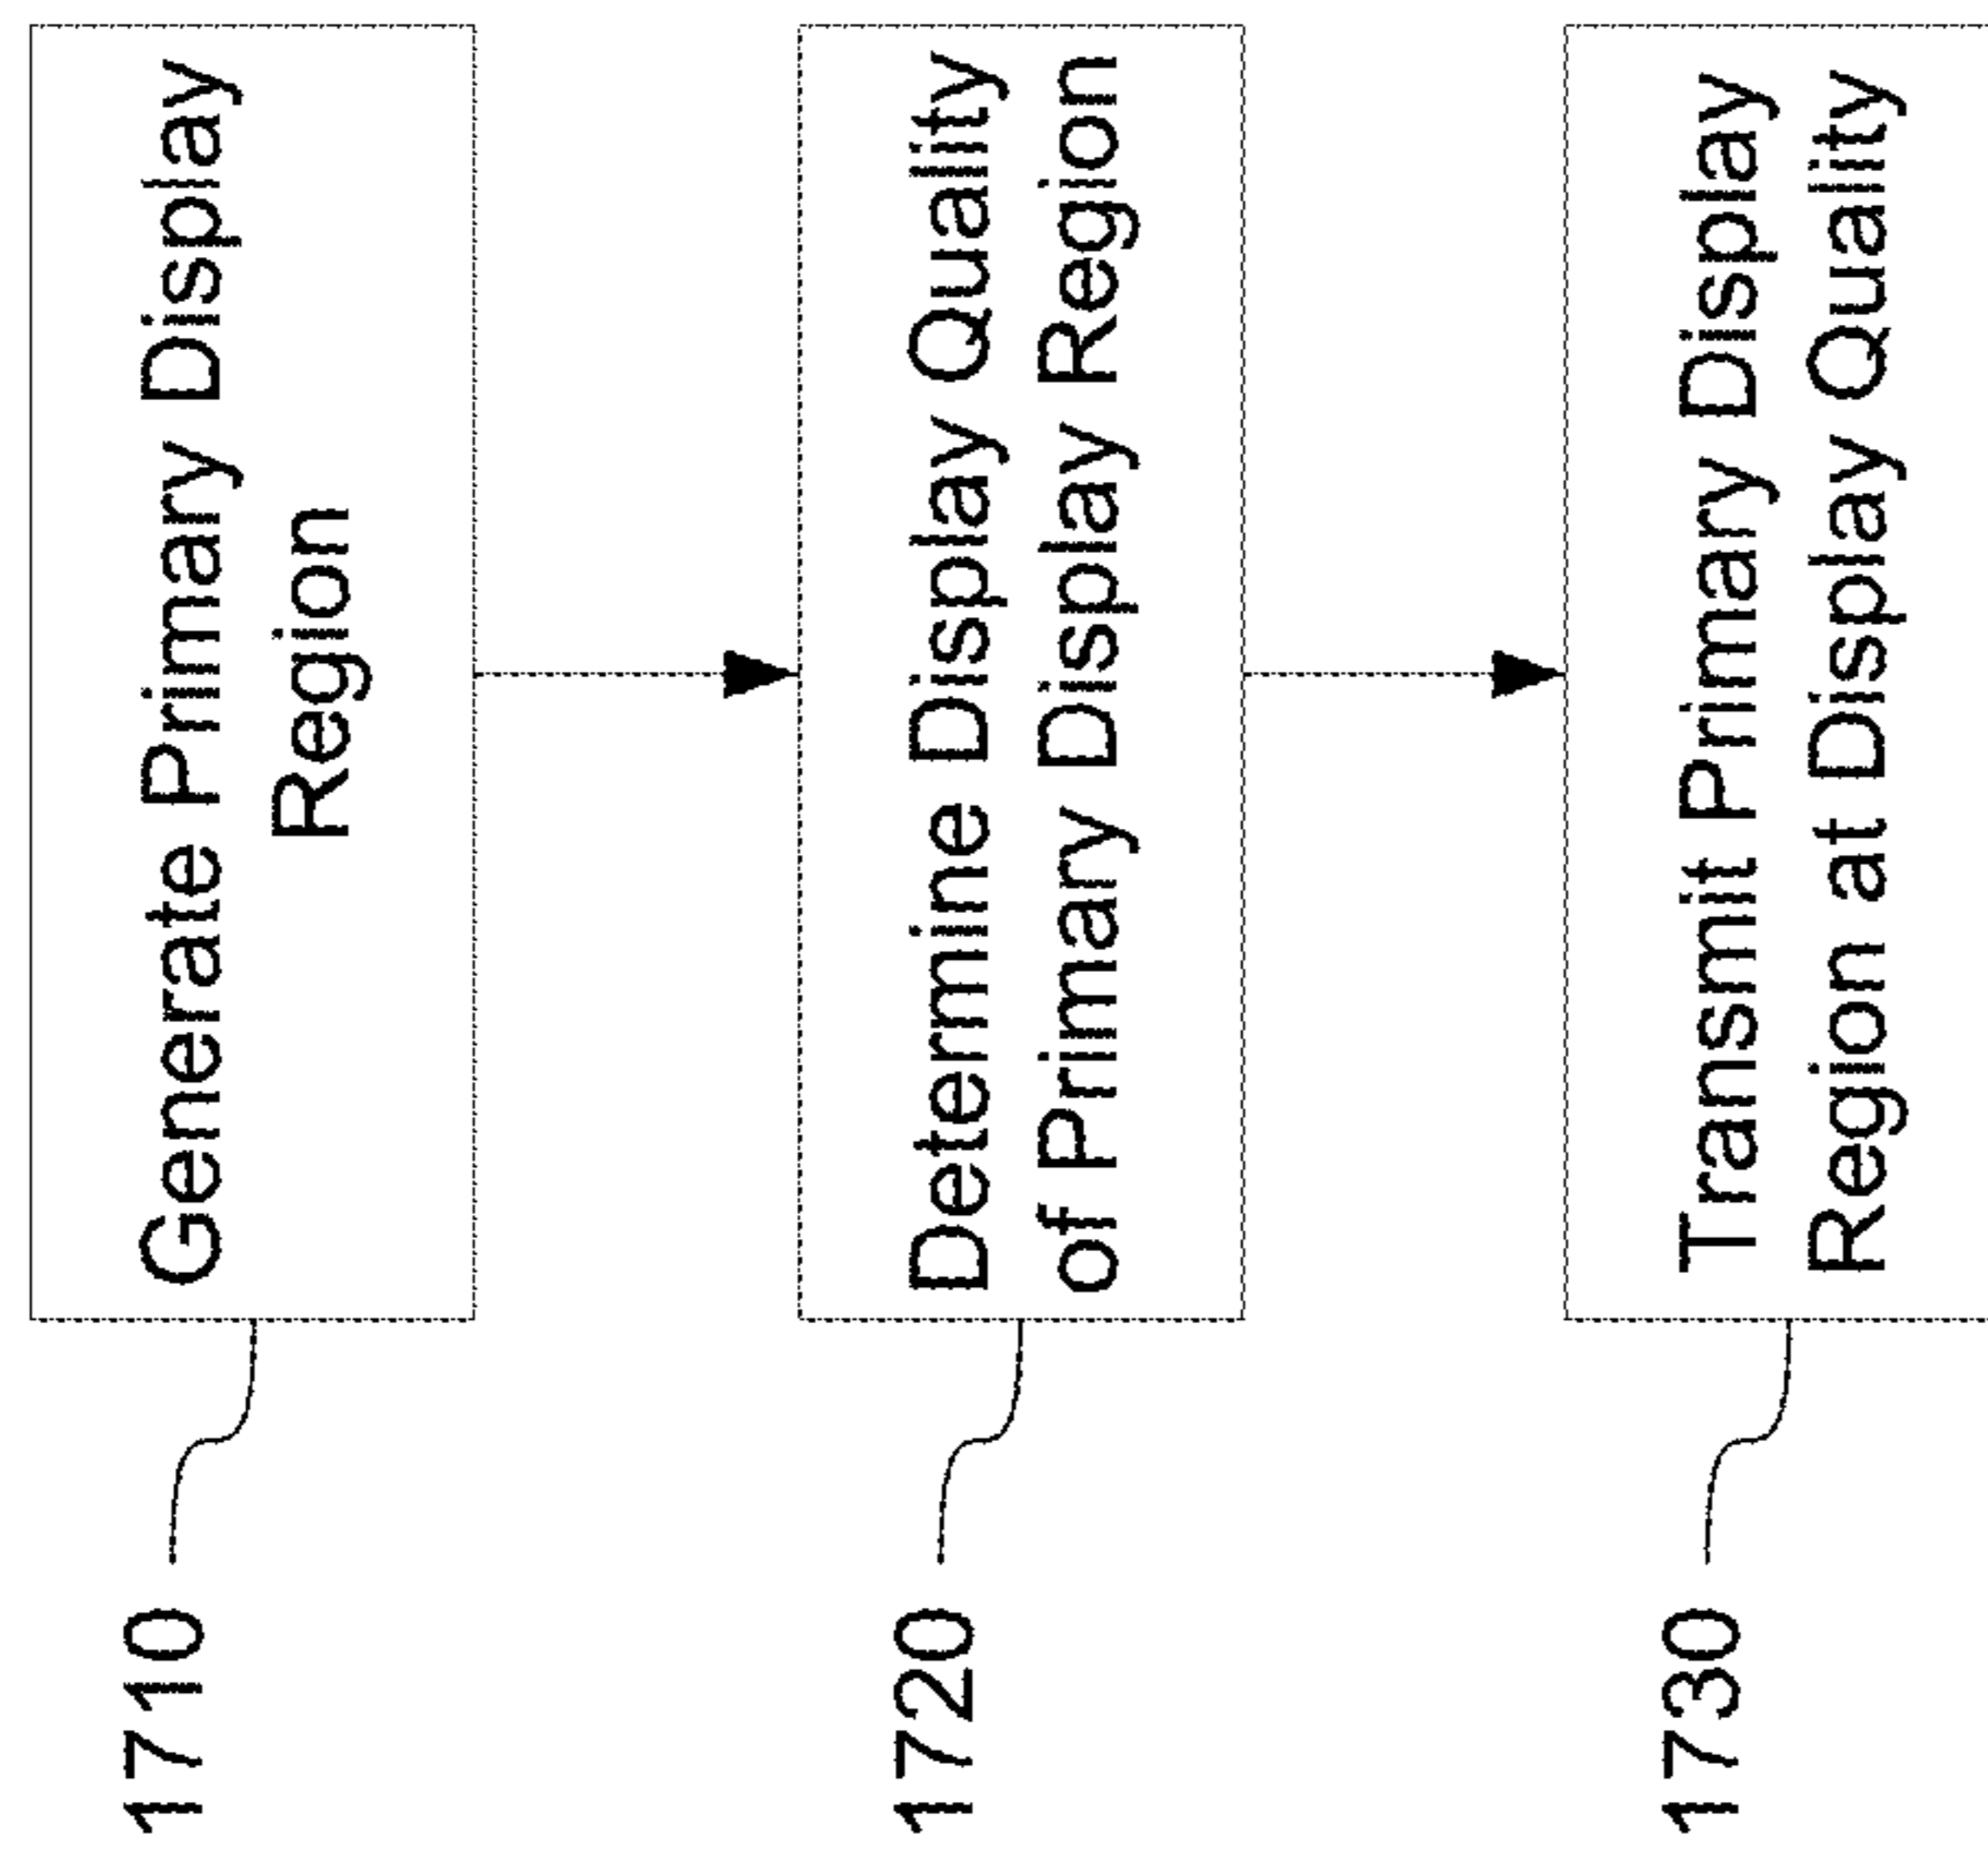 1710
Generate Primary Display
Region
1720
Determine Display Quality
of Primary Display Region
1730
Transmit Primary Display
Region at Display Quality